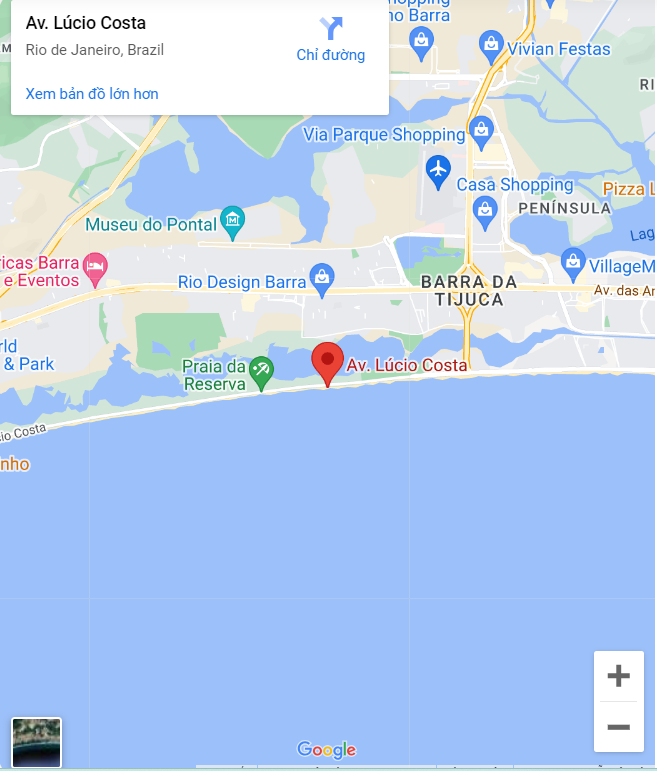 Av. Lúcio Costa
Rio de Janeiro, Brazil
Chỉ đường
Xem bản đồ lớn hơn
no Barra
Vivian Festas
RI
Via Parque Shopping
Casa Shopping
Pizza L
PENÍNSULA
Museu do Pontal
Lag
ricas Barra
e Eventos
Rio Design Barra
BARRA DA
TIJUCA
VillageM
Av. das Am
rld
& Park
Praia da
Reserva
Av. Lúcio Costa
cio Costa
nho
Google